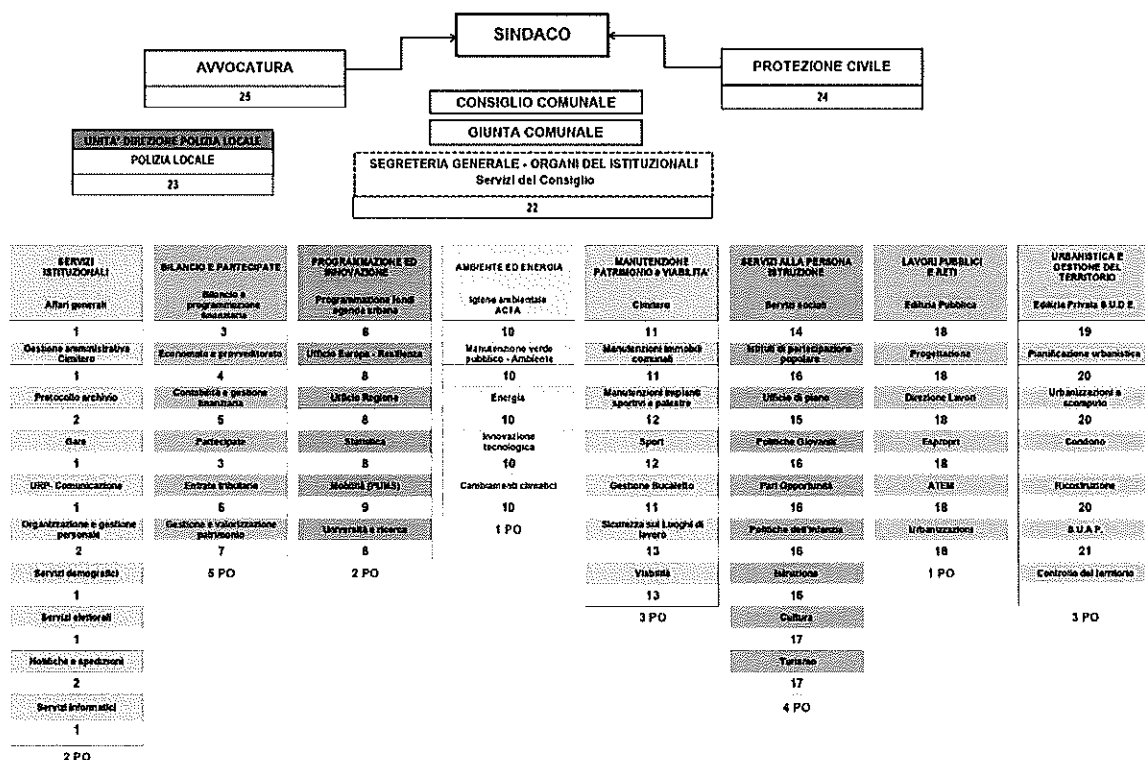 SINDACO
AVVOCATURA
25
PROTEZIONE CIVILE
24
CONSIGLIO COMUNALE
GIUNTA COMUNALE
UNITA' DIREZIONE POLIZIA LOCALE
POLIZIA LOCALE
23
SEGRETERIA GENERALE - ORGANI DEL ISTITUZIONALI
Servizi del Consiglio
22
SERVIZI
ISTITUZIONALI
Affari generali
1
Gestione amministrativa
Cimitero
1
Protocollo archivio
2
Gare
1
URP- Comunicazione
1
Organizzazione e gestione
personale
2
Servizi demografici
1
Servizi elettorali
1
Notifiche e spedizioni
2
Servizi informatici
1
2 PO
BILANCIO E PARTECIPATE
Bilancio e
programmazione
finanziaria
3
Economato e provveditorato
4
Contabilità e gestione
finanziaria
5
Partecipate
3
Entrate tributarie
6
Gestione e valorizzazione
patrimonio
7
5 PO
PROGRAMMAZIONE ED
INNOVAZIONE
Programmazione fondi
agenda urbana
8
Ufficio Europa - Resilienza
8
Ufficio Regione
8
Statistica
8
Mobilità (PUMS)
9
Università e ricerca
8
2 PO
AMBIENTE ED ENERGIA
Igiene ambientale
ACTA
10
Manutenzione verde
pubblico - Ambiente
10
Energia
10
Innovazione
tecnologica
10
Cambiamenti climatici
10
1 PO
MANUTENZIONE
PATRIMONIO e VIABILITA'
Cimitero
11
Manutenzioni immobili
comunali
11
Manutenzioni impianti
sportivi e palestre
12
Sport
12
Gestione Bucaletto
11
Sicurezza sui Luoghi di
lavoro
13
Viabilità
13
3 PO
SERVIZI ALLA PERSONA
ISTRUZIONE
Servizi sociali
14
Istituti di partecipazione
popolare
16
Ufficio di piano
15
Politiche Giovanili
16
Pari Opportunità
16
Politiche dell'infanzia
16
Istruzione
16
Cultura
17
Turismo
17
4 PO
LAVORI PUBBLICI
E RETI
Edilizia Pubblica
18
Progettazione
18
Direzione Lavori
18
Espropri
18
ATEM
18
Urbanizzazioni
18
1 PO
URBANISTICA E
GESTIONE DEL
TERRITORIO
Edilizia Privata S.U.D.E.
19
Pianificazione urbanistica
20
Urbanizzazioni a
scomputo
20
Condono
Ricostruzione
20
S.U.A.P.
21
Controllo del territorio
3 PO